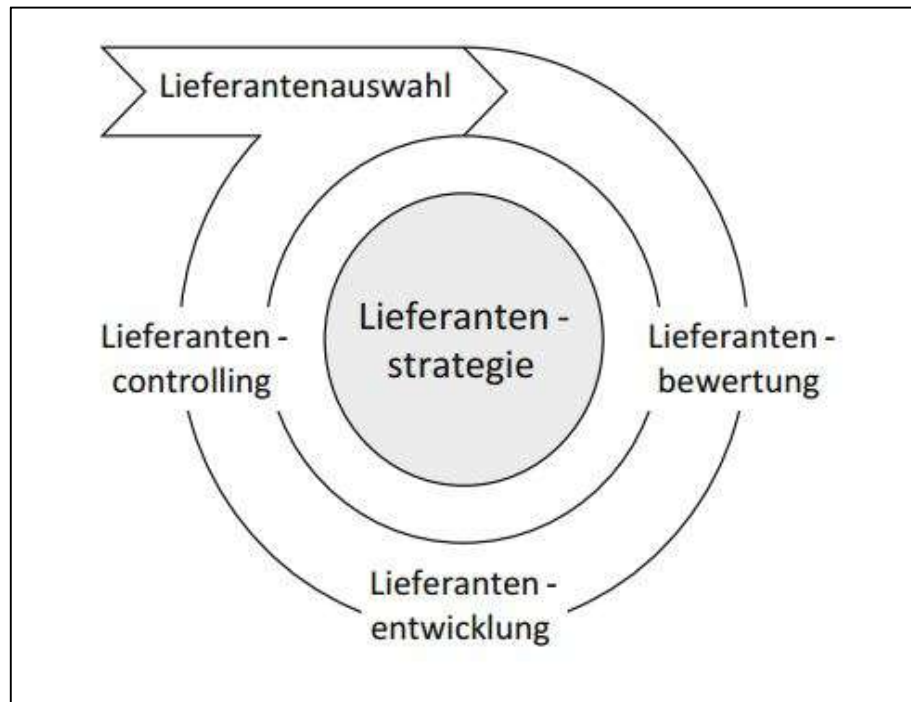 Lieferantenauswahl
Lieferanten -
strategie
Lieferanten -
controlling
Lieferanten -
bewertung
Lieferanten -
entwicklung